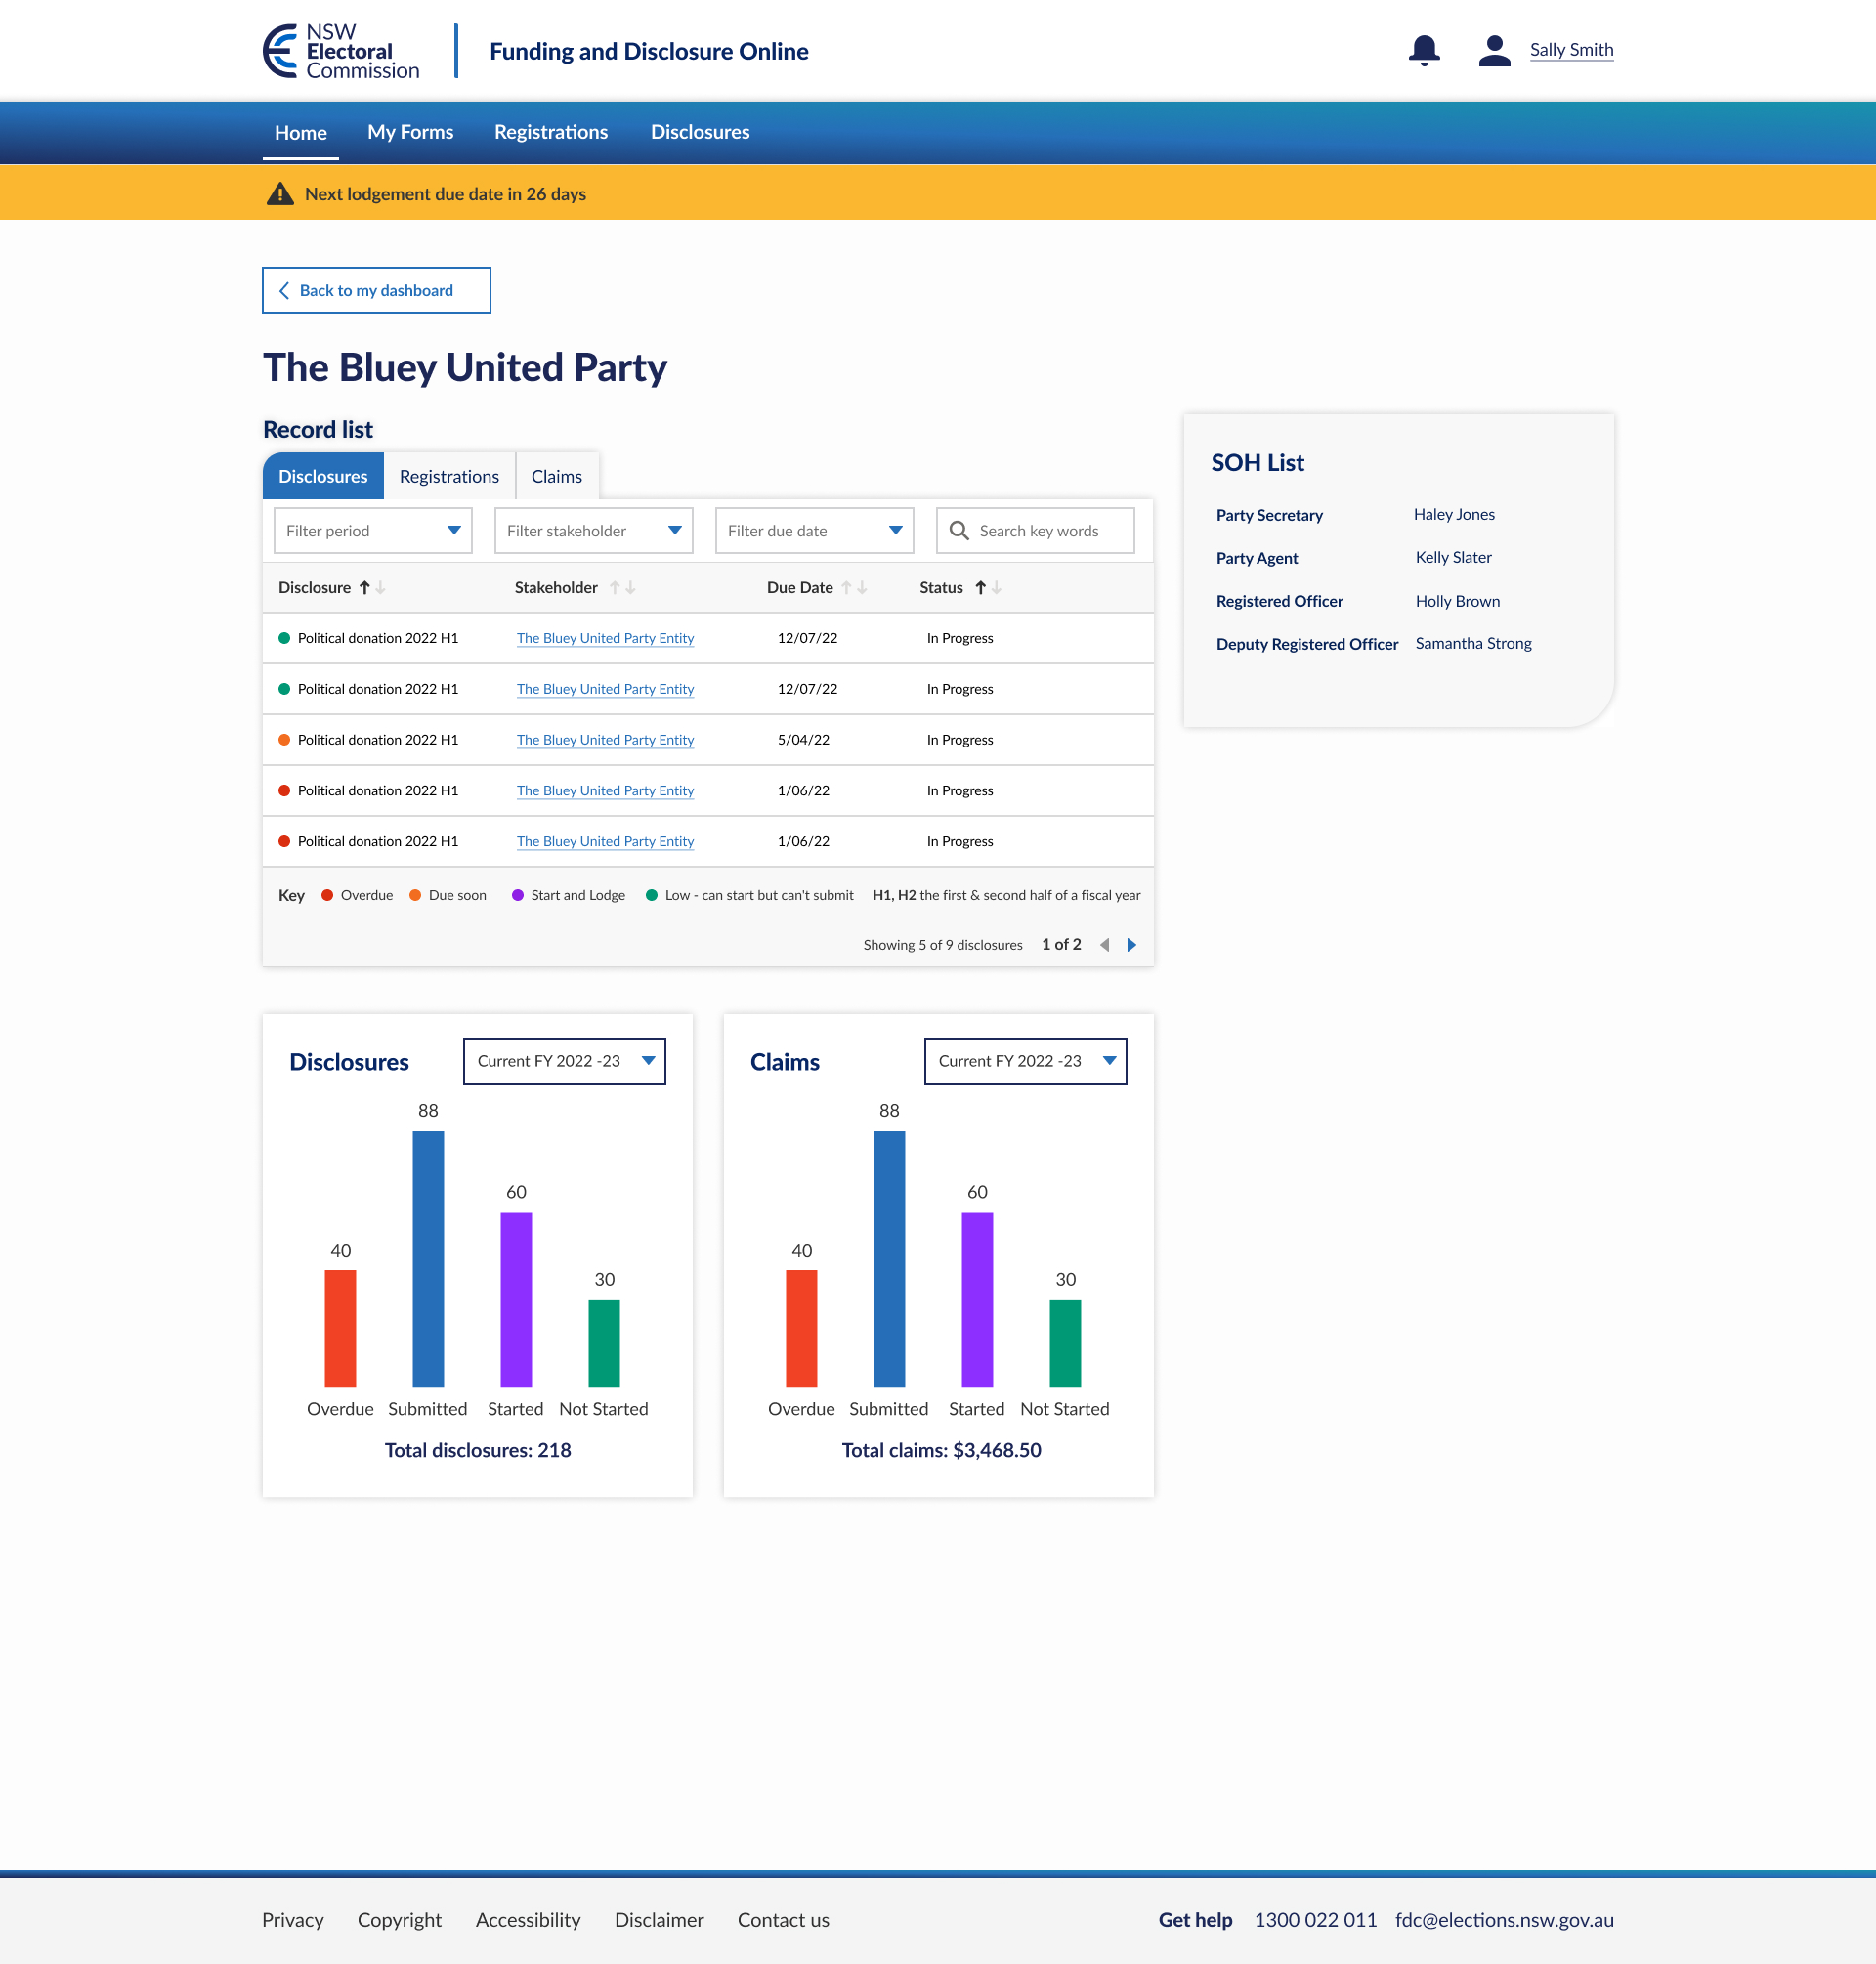 NSW
Electoral
Commission
Funding and Disclosure Online
Sally Smith
Home My Forms Registrations Disclosures
Next lodgement due date in 26 days
Back to my dashboard
The Bluey United Party
Record list
Disclosures Registrations Claims
Filter period Filter stakeholder Filter due date Search key words
Disclosure Stakeholder Due Date Status
Political donation 2022 H1 The Bluey United Party Entity 12/07/22 In Progress
Political donation 2022 H1 The Bluey United Party Entity 12/07/22 In Progress
Political donation 2022 H1 The Bluey United Party Entity 5/04/22 In Progress
Political donation 2022 H1 The Bluey United Party Entity 1/06/22 In Progress
Political donation 2022 H1 The Bluey United Party Entity 1/06/22 In Progress
Key Overdue Due soon Start and Lodge Low - can start but can't submit H1, H2 the first & second half of a fiscal year
Showing 5 of 9 disclosures 1 of 2
SOH List
Party Secretary Haley Jones
Party Agent Kelly Slater
Registered Officer Holly Brown
Deputy Registered Officer Samantha Strong
Disclosures Current FY 2022 -23
88
60
40
30
Overdue Submitted Started Not Started
Total disclosures: 218
Claims Current FY 2022 -23
88
60
40
30
Overdue Submitted Started Not Started
Total claims: $3,468.50
Privacy Copyright Accessibility Disclaimer Contact us
Get help 1300 022 011 fdc@elections.nsw.gov.au